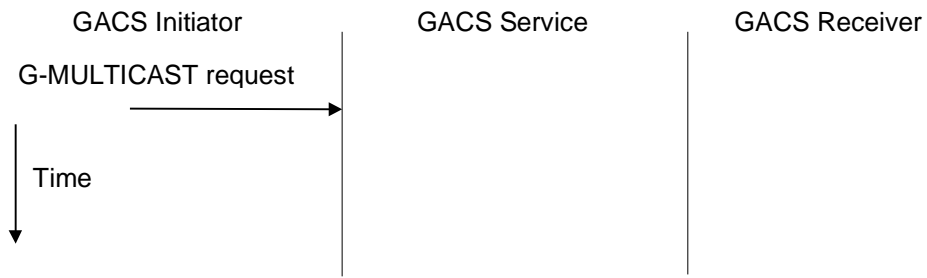 GACS Initiator GACS Service GACS Receiver
G-MULTICAST request
Time